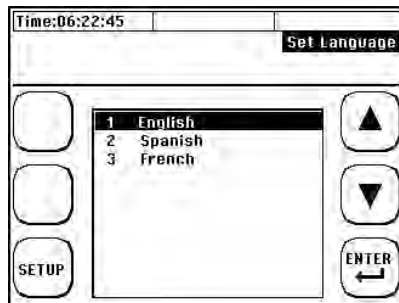 Time:06:22:45
Set Language
1 English
2 Spanish
3 French
SETUP
ENTER